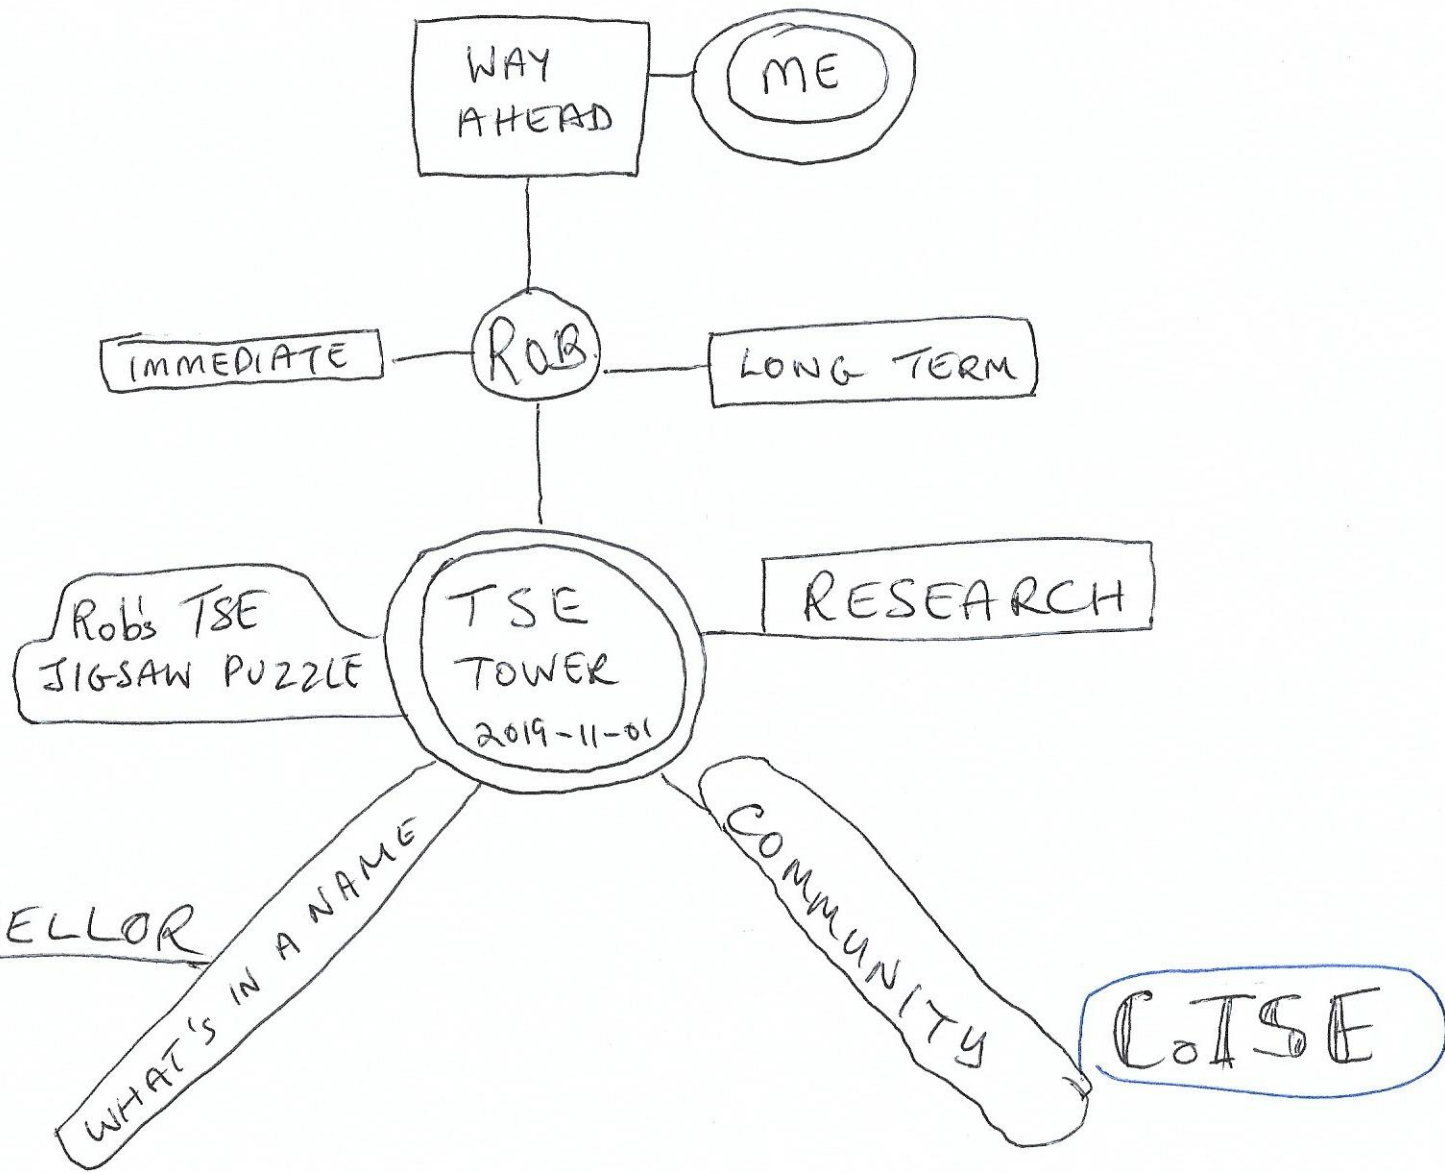 WAY
AHEAD
ME
IMMEDIATE
ROB
LONG TERM
Rob's TSE
JIGSAW PUZZLE
TSE
TOWER
2019-11-01
RESEARCH
WHAT'S IN A NAME
COMMUNITY
ELLOR
CoTSE